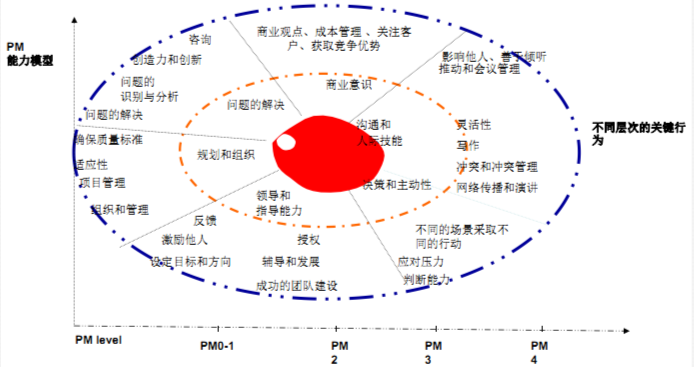 PM
能力模型
咨询
创造力和创新
问题的
识别与分析
问题的解决
商业观点、成本管理、关注客
户、获取竞争优势
影响他人、善于倾听
推动和会议管理
商业意识
问题的解决
沟通和
人际技能
灵活性
写作
冲突和冲突管理
网络传播和演讲
不同层次的关键行
为
确保质量标准
适应性
项目管理
组织和管理
规划和组织
领导和
指导能力
决策和主动性
反馈
激励他人
设定目标和方向
授权
辅导和发展
成功的团队建设
不同的场景采取不
同的行动
应对压力
判断能力
PM level
PM0-1
PM
2
PM
3
PM
4